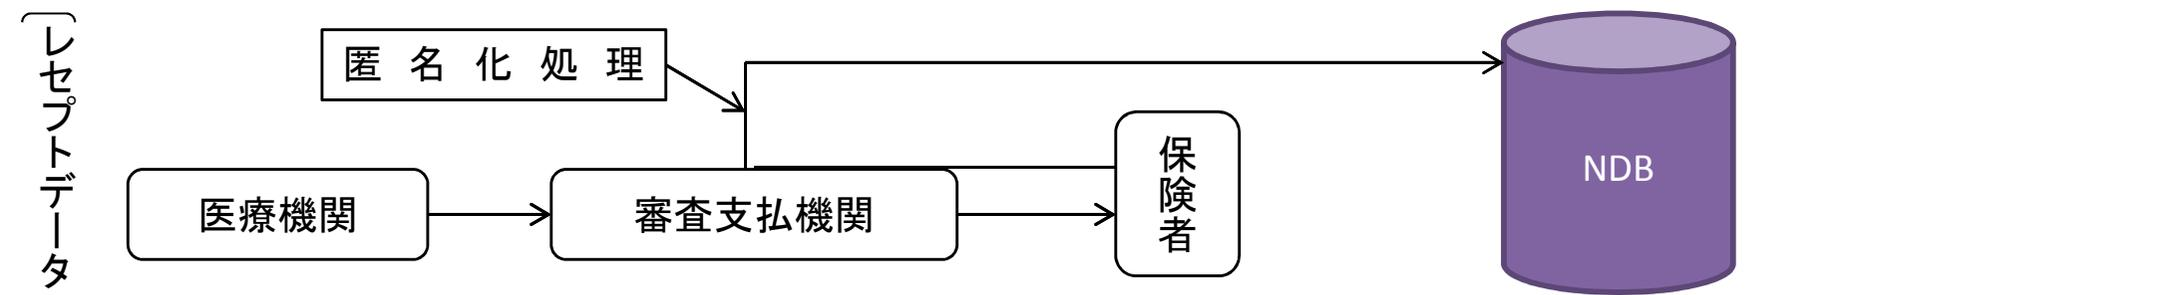 レセプトデータ
匿名化処理
医療機関
審査支払機関
保険者
NDB